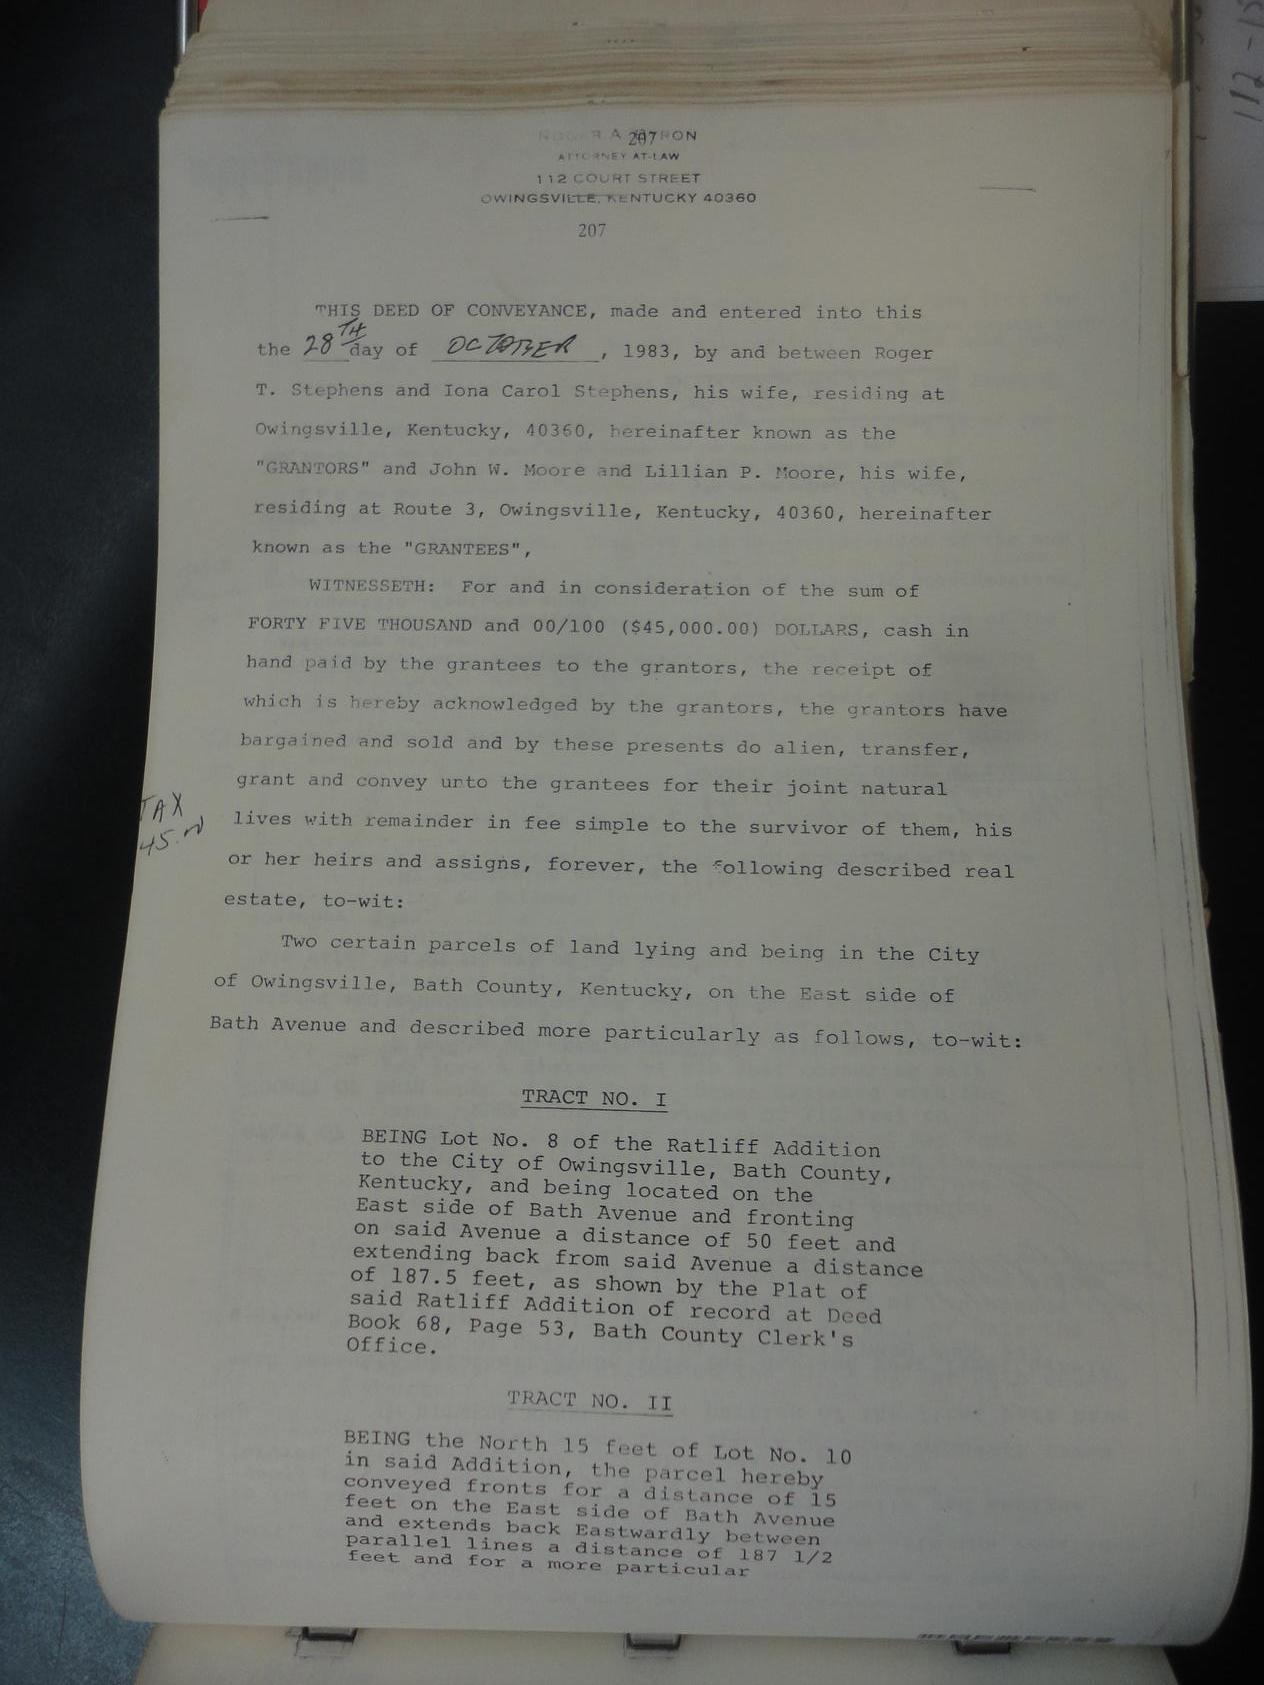 207
ATTORNEY AT-LAW
112 COURT STREET
OWINGSVILLE, KENTUCKY 40360
207
THIS DEED OF CONVEYANCE, made and entered into this
the 28TH day of OCTOBER, 1983, by and between Roger
T. Stephens and Iona Carol Stephens, his wife, residing at
Owingsville, Kentucky, 40360, hereinafter known as the
"GRANTORS" and John W. Moore and Lillian P. Moore, his wife,
residing at Route 3, Owingsville, Kentucky, 40360, hereinafter
known as the "GRANTEES",
WITNESSETH: For and in consideration of the sum of
FORTY FIVE THOUSAND and 00/100 ($45,000.00) DOLLARS, cash in
hand paid by the grantees to the grantors, the receipt of
which is hereby acknowledged by the grantors, the grantors have
bargained and sold and by these presents do alien, transfer,
grant and convey unto the grantees for their joint natural
TAX
lives with remainder in fee simple to the survivor of them, his
45.
or her heirs and assigns, forever, the following described real
estate, to-wit:
Two certain parcels of land lying and being in the City
of Owingsville, Bath County, Kentucky, on the East side of
Bath Avenue and described more particularly as follows, to-wit:
TRACT NO. I
BEING Lot No. 8 of the Ratliff Addition
to the City of Owingsville, Bath County,
Kentucky, and being located on the
East side of Bath Avenue and fronting
on said Avenue a distance of 50 feet and
extending back from said Avenue a distance
of 187.5 feet, as shown by the Plat of
said Ratliff Addition of record at Deed
Book 68, Page 53, Bath County Clerk's
Office.
TRACT NO. II
BEING the North 15 feet of Lot No. 10
in said Addition, the parcel hereby
conveyed fronts for a distance of 15
feet on the East side of Bath Avenue
and extends back Eastwardly between
parallel lines a distance of 187 1/2
feet and for a more particular